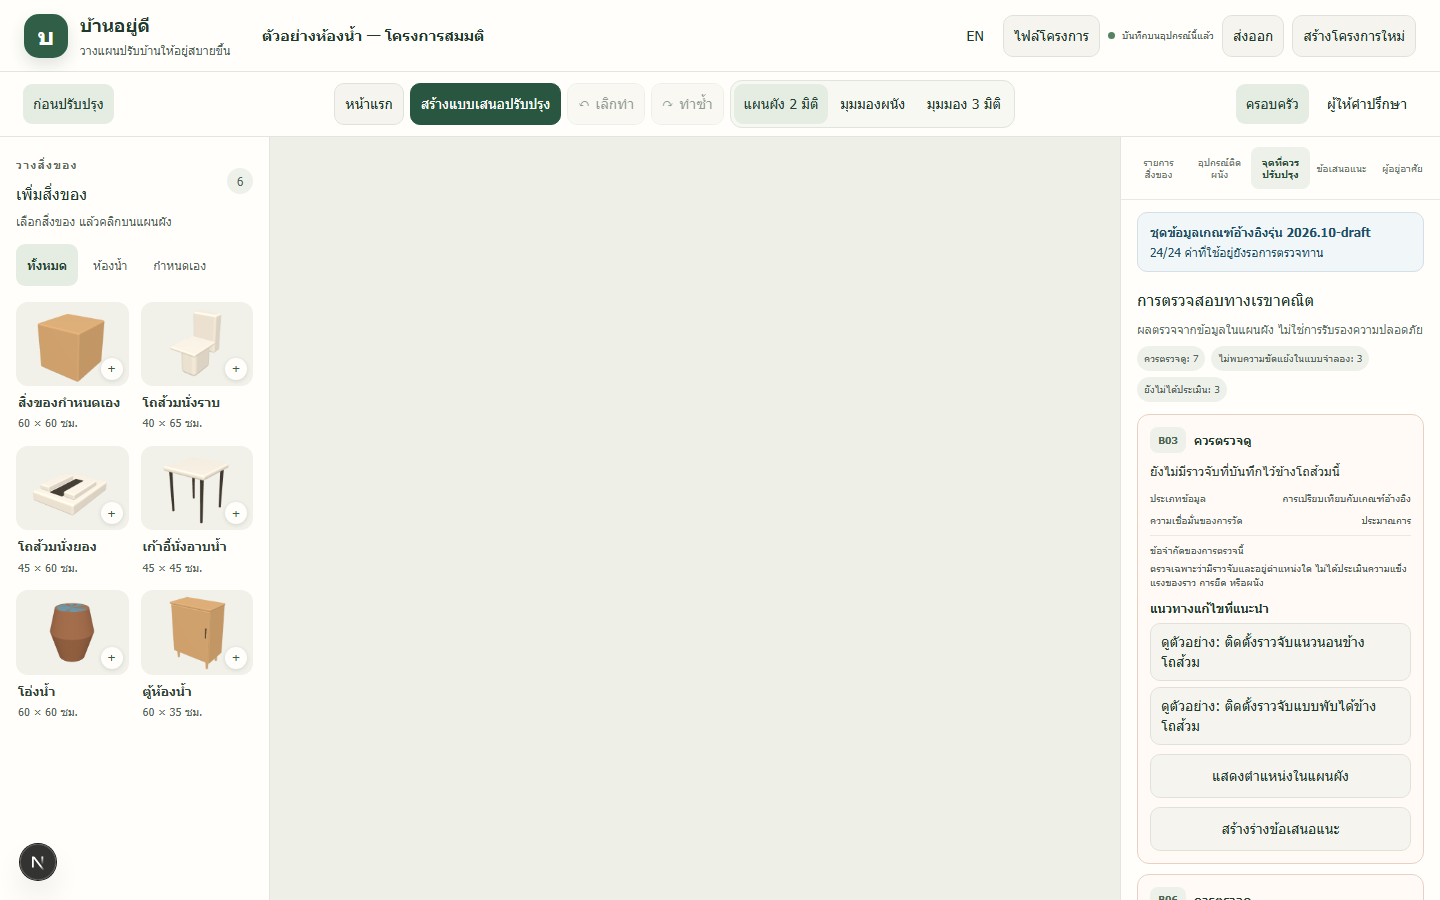 บ
บ้านอยู่ดี
วางแผนปรับบ้านให้อยู่สบายขึ้น
ตัวอย่างห้องน้ำ — โครงการสมมติ
EN
ไฟล์โครงการ
บันทึกบนอุปกรณ์นี้แล้ว
ส่งออก
สร้างโครงการใหม่
ก่อนปรับปรุง
หน้าแรก
สร้างแบบเสนอปรับปรุง
เลิกทำ
ทำซ้ำ
แผนผัง 2 มิติ
มุมมองผนัง
มุมมอง 3 มิติ
ครอบครัว
ผู้ให้คำปรึกษา
วางสิ่งของ
เพิ่มสิ่งของ
6
เลือกสิ่งของ แล้วคลิกบนแผนผัง
ทั้งหมด
ห้องน้ำ
กำหนดเอง
+
+
สิ่งของกำหนดเอง
60 × 60 ซม.
โถส้วมนั่งราบ
40 × 65 ซม.
+
+
โถส้วมนั่งยอง
45 × 60 ซม.
เก้าอี้นั่งอาบน้ำ
45 × 45 ซม.
+
+
โอ่งน้ำ
60 × 60 ซม.
ตู้ห้องน้ำ
60 × 35 ซม.
N
รายการ
สิ่งของ
อุปกรณ์ติด
ผนัง
จุดที่ควร
ปรับปรุง
ข้อเสนอแนะ
ผู้อยู่อาศัย
ชุดข้อมูลเกณฑ์อ้างอิงรุ่น 2026.10-draft
24/24 ค่าที่ใช้อยู่ยังรอการตรวจทาน
การตรวจสอบทางเรขาคณิต
ผลตรวจจากข้อมูลในแผนผัง ไม่ใช่การรับรองความปลอดภัย
ควรตรวจดู: 7
ไม่พบความขัดแย้งในแบบจำลอง: 3
ยังไม่ได้ประเมิน: 3
B03
ควรตรวจดู
ยังไม่มีราวจับที่บันทึกไว้ข้างโถส้วมนี้
ประเภทข้อมูล
การเปรียบเทียบกับเกณฑ์อ้างอิง
ความเชื่อมั่นของการวัด
ประมาณการ
ข้อจำกัดของการตรวจนี้
ตรวจเฉพาะว่ามีราวจับและอยู่ตำแหน่งใด ไม่ได้ประเมินความแข็ง
แรงของราว การยึด หรือผนัง
แนวทางแก้ไขที่แนะนำ
ดูตัวอย่าง: ติดตั้งราวจับแนวนอนข้าง
โถส้วม
ดูตัวอย่าง: ติดตั้งราวจับแบบพับได้ข้าง
โถส้วม
แสดงตำแหน่งในแผนผัง
สร้างร่างข้อเสนอแนะ
B06
ควรตรวจดู